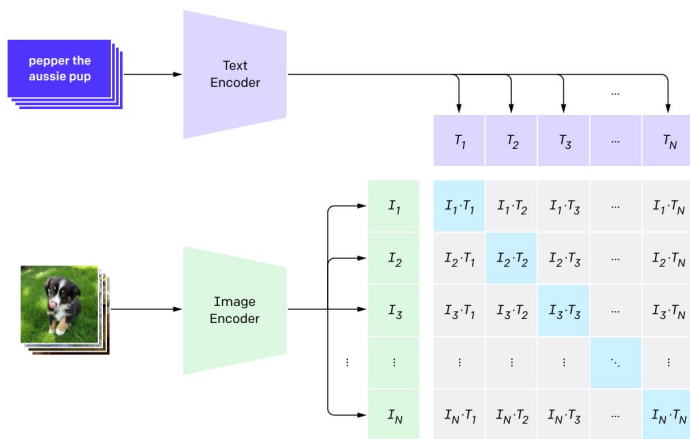 pepper the
aussie pup
Text
Encoder
...
T1 T2 T3 ... TN
I1 I1·T1 I1·T2 I1·T3 ... I1·TN
I2 I2·T1 I2·T2 I2·T3 ... I2·TN
Image
Encoder
I3 I3·T1 I3·T2 I3·T3 ... I3·TN
⋮ ⋮ ⋮ ⋮ ⋮ ⋱ ⋮
IN IN·T1 IN·T2 IN·T3 ... IN·TN